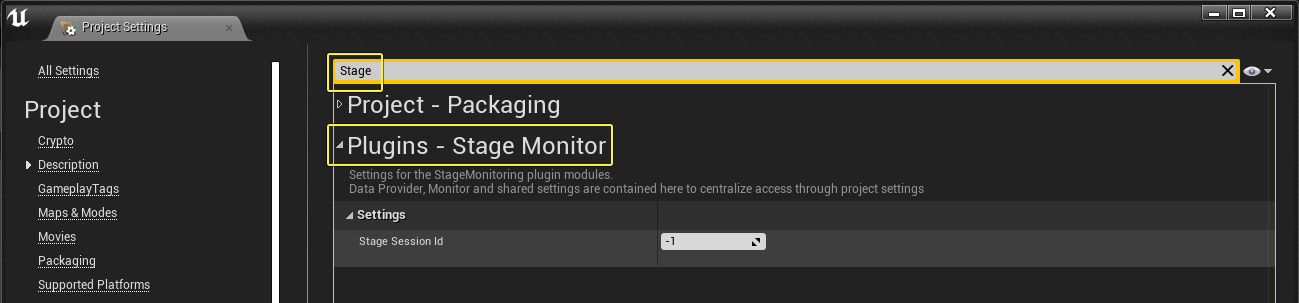 Project Settings
All Settings
Project
Crypto
Description
GameplayTags
Maps & Modes
Movies
Packaging
Supported Platforms
Stage
Project - Packaging
Plugins - Stage Monitor
Settings for the StageMonitoring plugin modules.
Data Provider, Monitor and shared settings are contained here to centralize access through project settings
Settings
Stage Session Id -1